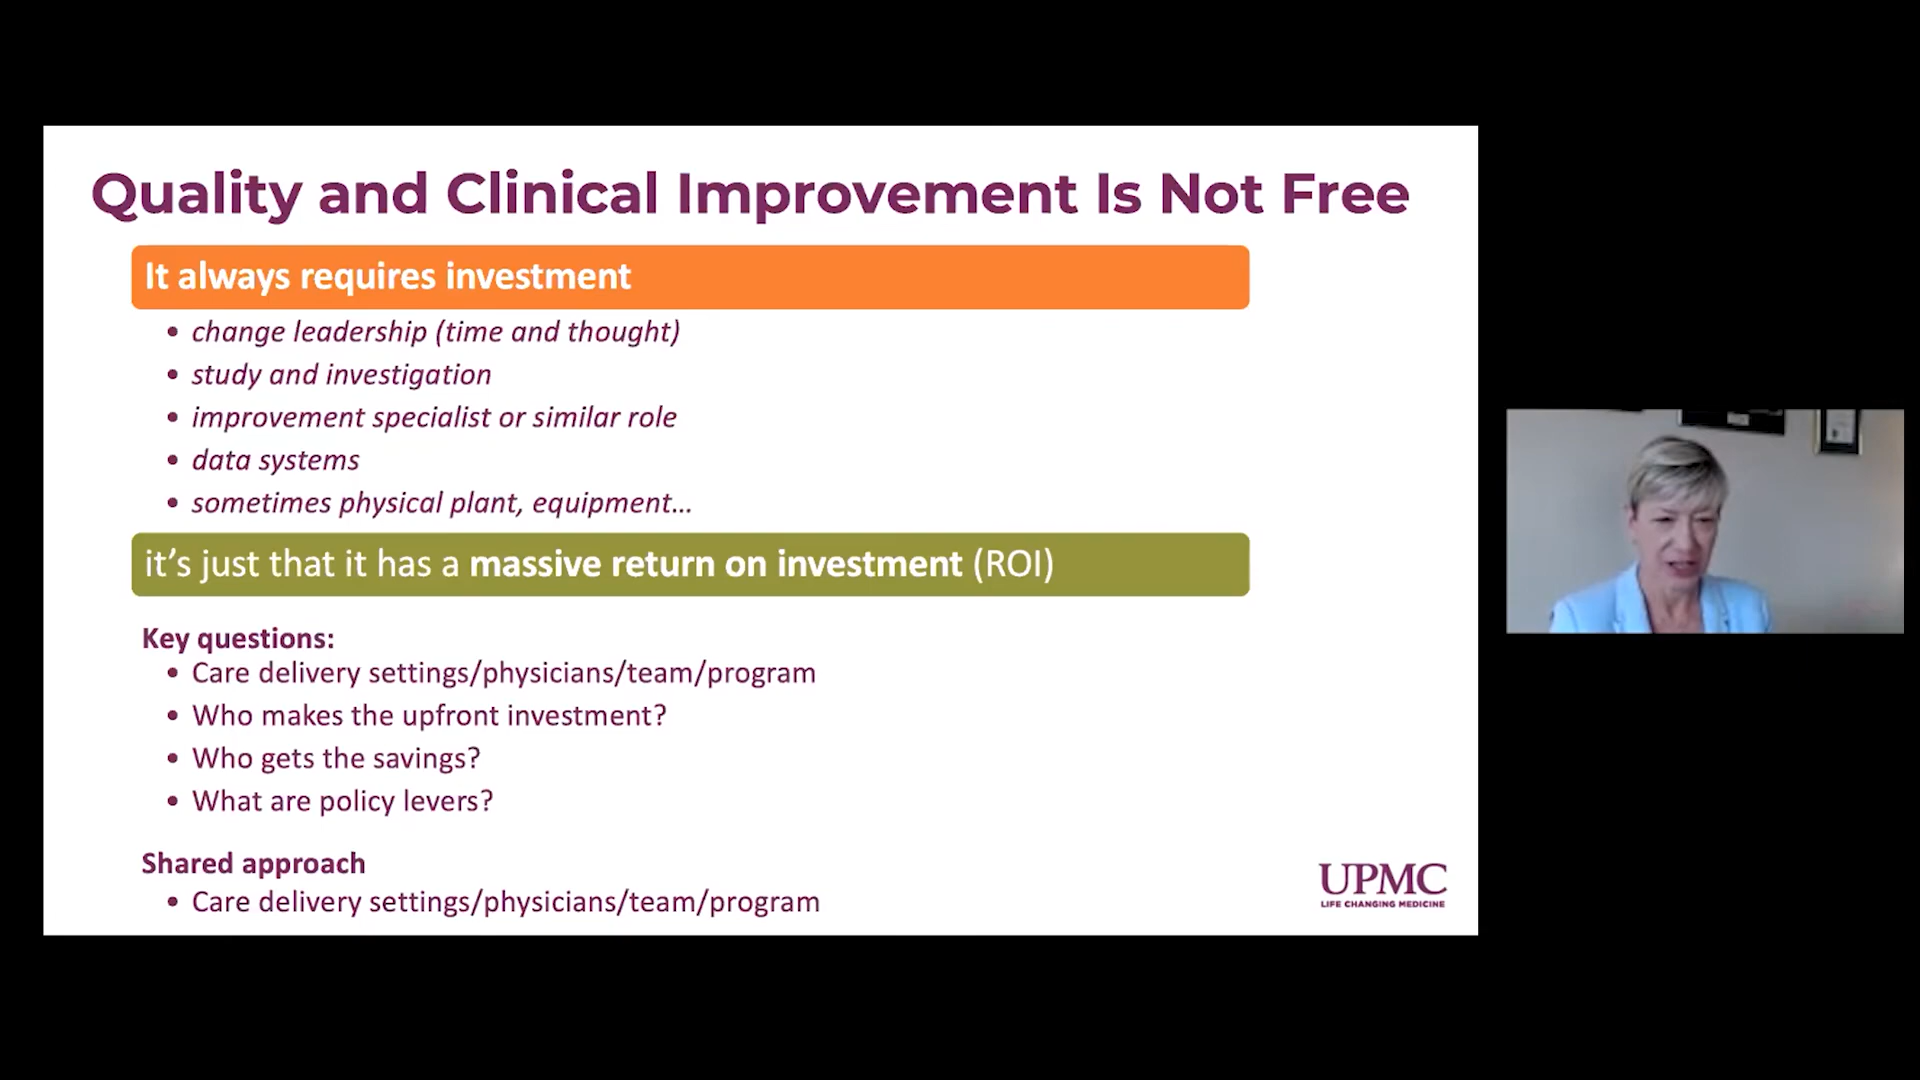 Quality and Clinical Improvement Is Not Free
It always requires investment
• change leadership (time and thought)
• study and investigation
• improvement specialist or similar role
• data systems
• sometimes physical plant, equipment...
it's just that it has a massive return on investment (ROI)
Key questions:
• Care delivery settings/physicians/team/program
• Who makes the upfront investment?
• Who gets the savings?
• What are policy levers?
Shared approach
• Care delivery settings/physicians/team/program
UPMC
LIFE CHANGING MEDICINE